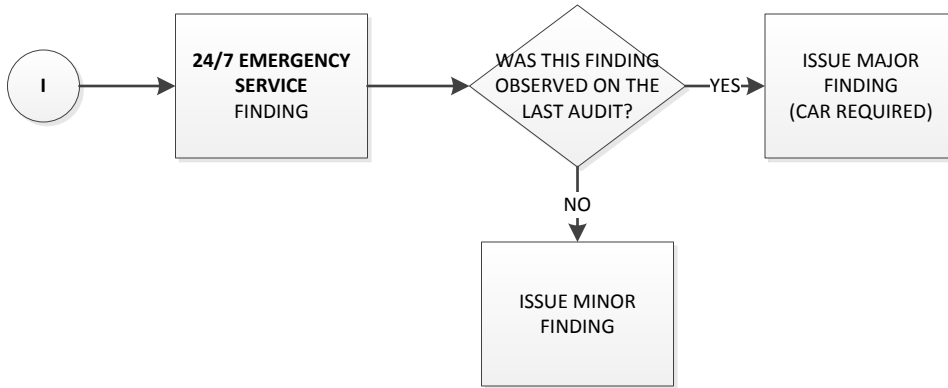 I
24/7 EMERGENCY
SERVICE
FINDING
WAS THIS FINDING
OBSERVED ON THE
LAST AUDIT?
YES
ISSUE MAJOR
FINDING
(CAR REQUIRED)
NO
ISSUE MINOR
FINDING